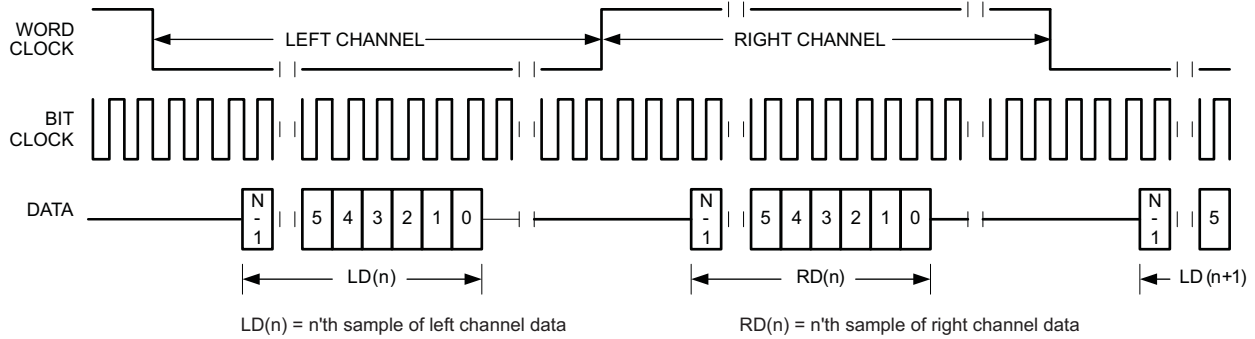 WORD
CLOCK
LEFT CHANNEL
RIGHT CHANNEL
BIT
CLOCK
DATA
N
-
1
5 4 3 2 1 0
N
-
1
5 4 3 2 1 0
N
-
1
5
LD(n)
RD(n)
LD (n+1)
LD(n) = n'th sample of left channel data
RD(n) = n'th sample of right channel data